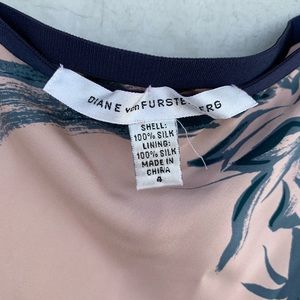 DIANE von FURSTENBERG
SHELL:
100% SILK
LINING:
100% SILK
MADE IN
CHINA
4